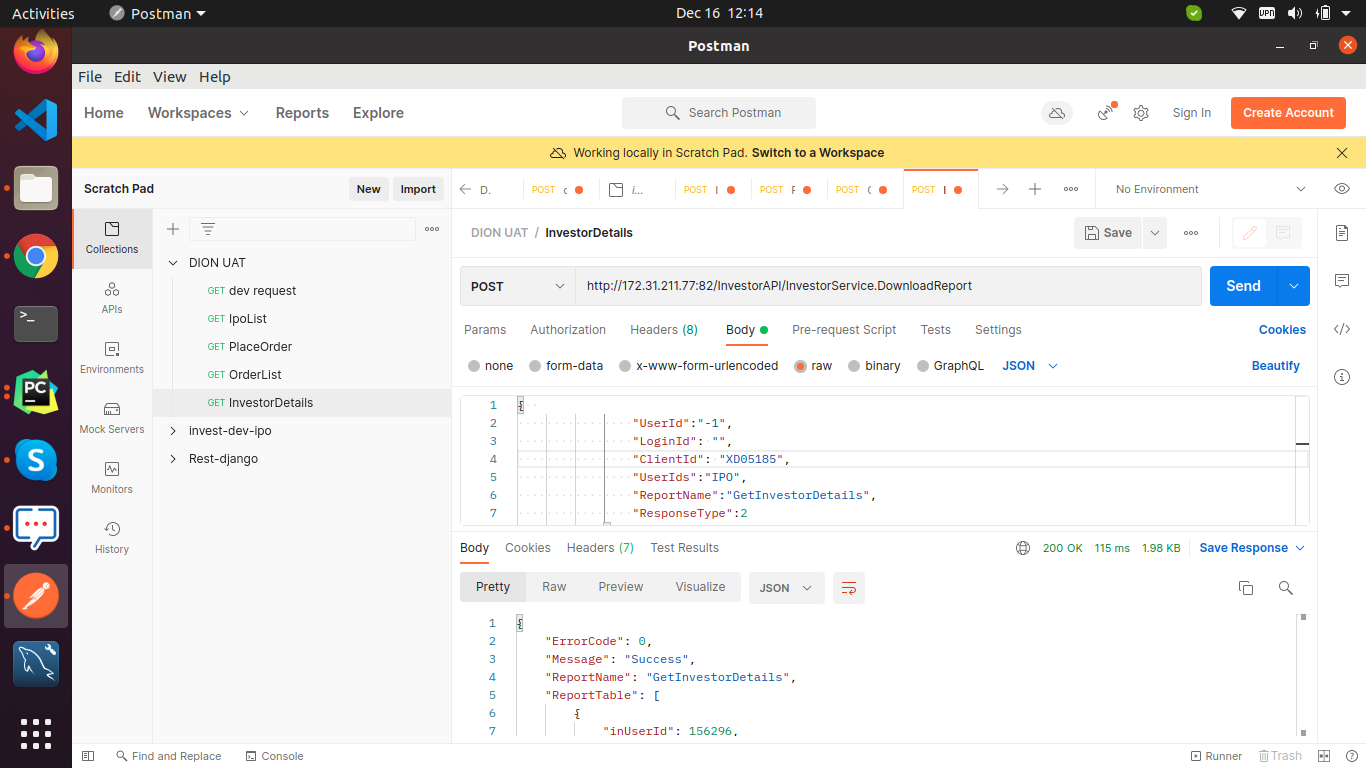 Activities Postman Dec 16 12:14
Postman
File Edit View Help
Home Workspaces Reports Explore Search Postman Sign In Create Account
Working locally in Scratch Pad. Switch to a Workspace
Scratch Pad New Import
D. POST POST POST POST POST No Environment
Collections
APIs
Environments
Mock Servers
Monitors
History
DION UAT
GET dev request
GET IpoList
GET PlaceOrder
GET OrderList
GET InvestorDetails
invest-dev-ipo
Rest-django
DION UAT / InvestorDetails Save
POST http://172.31.211.77:82/InvestorAPI/InvestorService.DownloadReport Send
Params Authorization Headers (8) Body Pre-request Script Tests Settings Cookies
none form-data x-www-form-urlencoded raw binary GraphQL JSON Beautify
1 {
2 "UserId":"-1",
3 "LoginId": "",
4 "ClientId": "XD05185",
5 "UserIds":"IPO",
6 "ReportName":"GetInvestorDetails",
7 "ResponseType":2
Body Cookies Headers (7) Test Results 200 OK 115 ms 1.98 KB Save Response
Pretty Raw Preview Visualize JSON
1 {
2 "ErrorCode": 0,
3 "Message": "Success",
4 "ReportName": "GetInvestorDetails",
5 "ReportTable": [
6 {
7 "inUserId": 156296,
Find and Replace Console Runner Trash